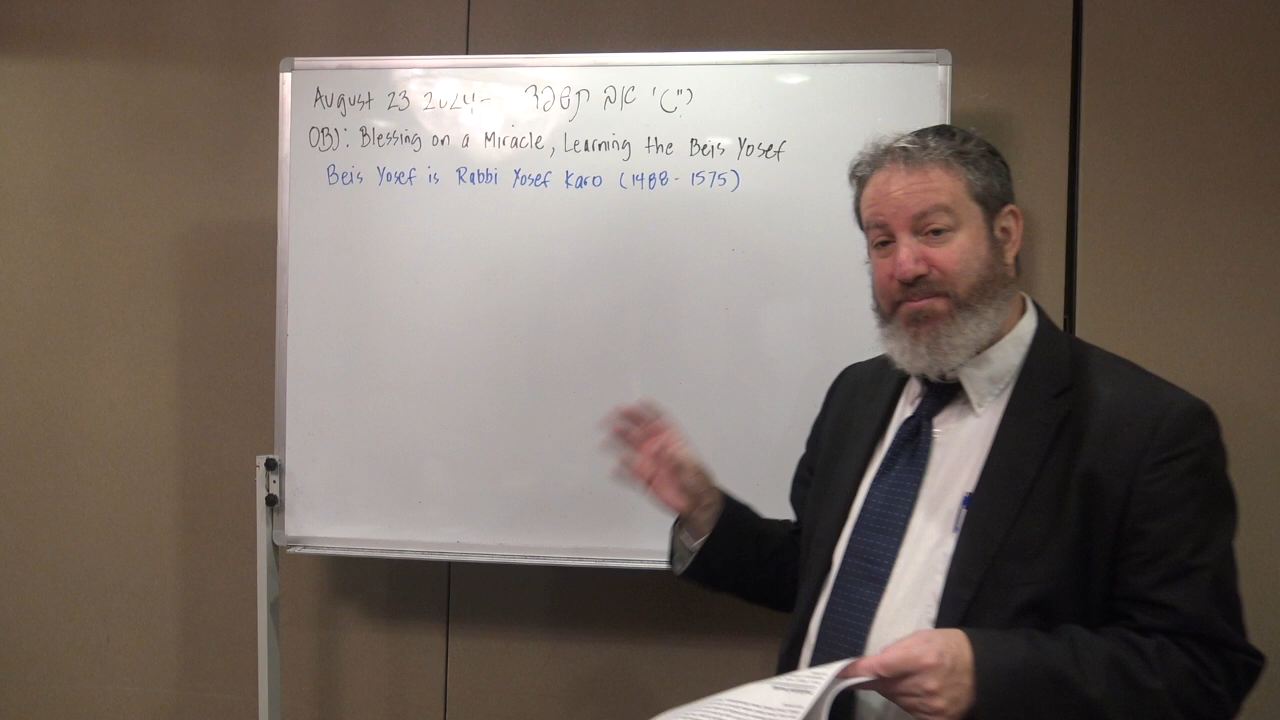 August 23 2024 - אב תשפד
OBJ: Blessing on a Miracle, Learning the Beis Yosef
Beis Yosef is Rabbi Yosef Karo (1488 - 1575)